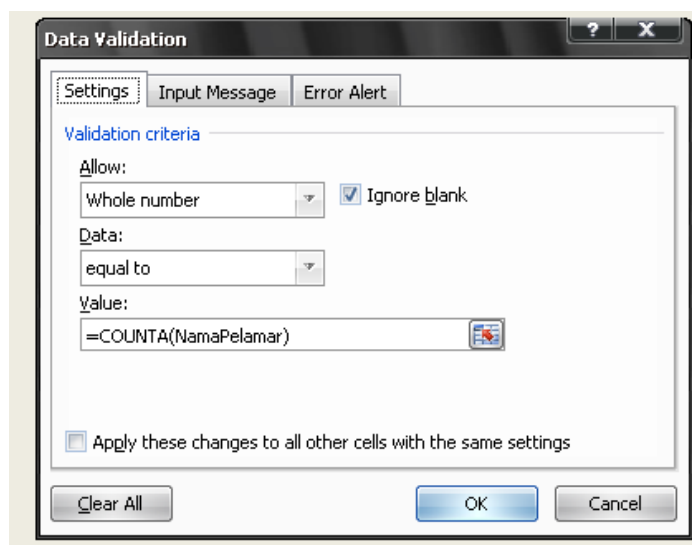 Data Validation
Settings Input Message Error Alert
Validation criteria
Allow:
Whole number Ignore blank
Data:
equal to
Value:
=COUNTA(NamaPelamar)
Apply these changes to all other cells with the same settings
Clear All OK Cancel